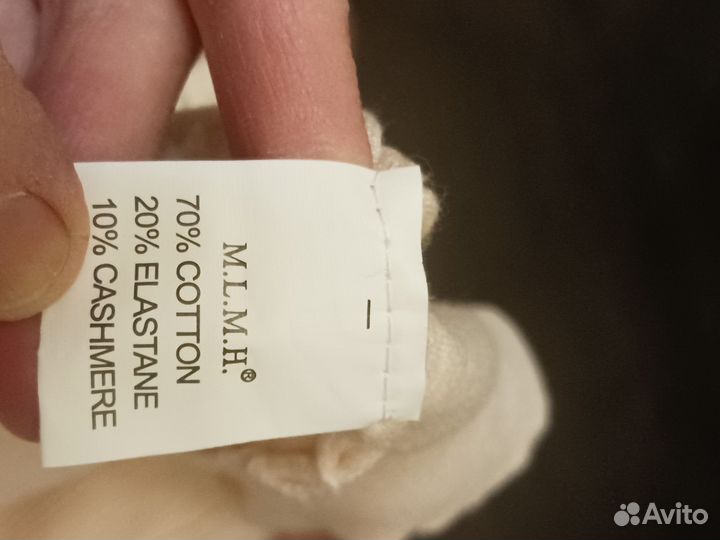 M.L.M.H.®
70% COTTON
20% ELASTANE
10% CASHMERE
Avito